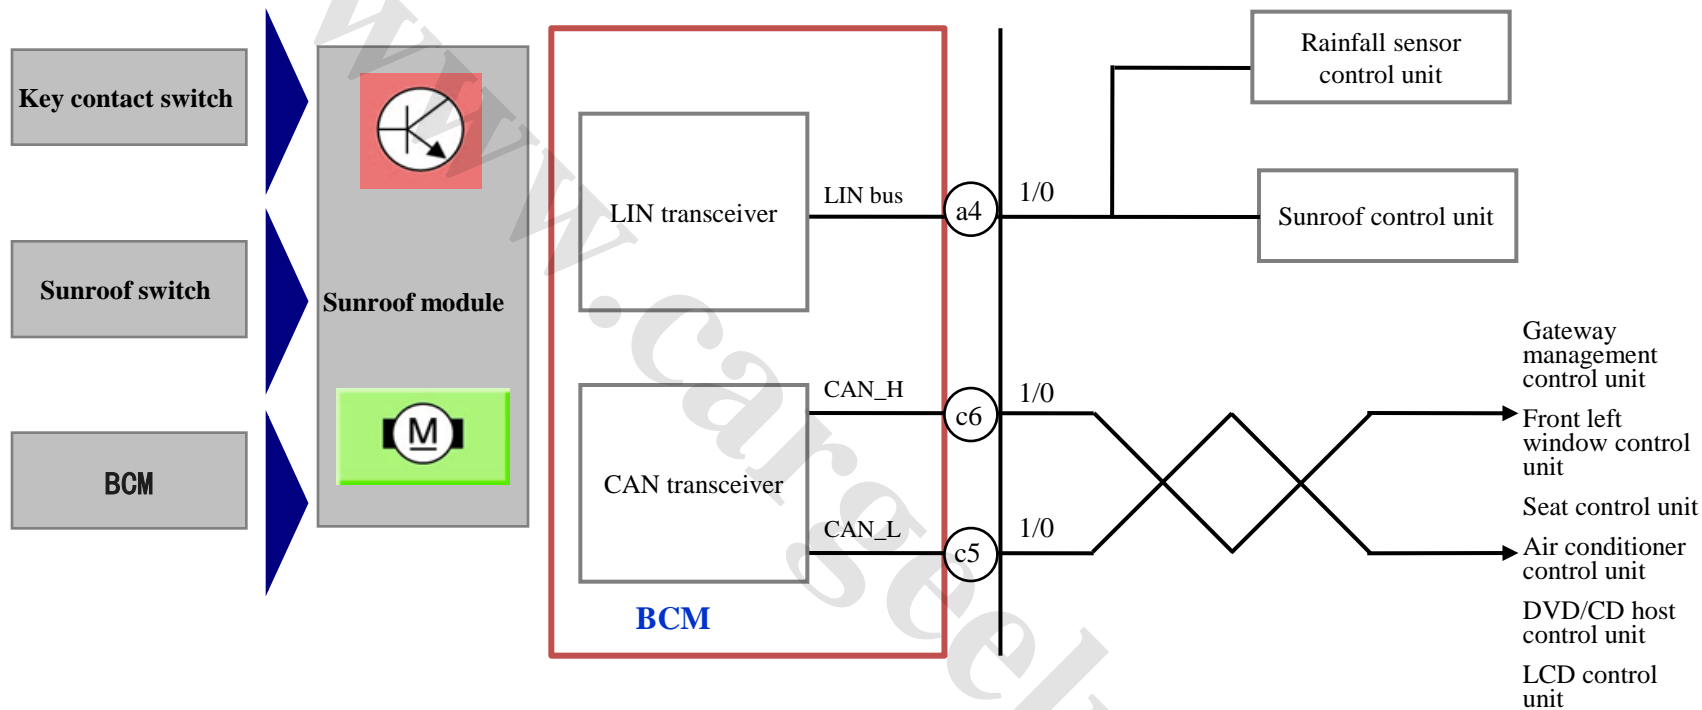 Key contact switch
Sunroof switch
BCM
Sunroof module
M
LIN transceiver
LIN bus
CAN transceiver
CAN_H
CAN_L
BCM
a4
c6
c5
1/0
1/0
1/0
Rainfall sensor
control unit
Sunroof control unit
Gateway
management
control unit
Front left
window control
unit
Seat control unit
Air conditioner
control unit
DVD/CD host
control unit
LCD control
unit
www.cargeek